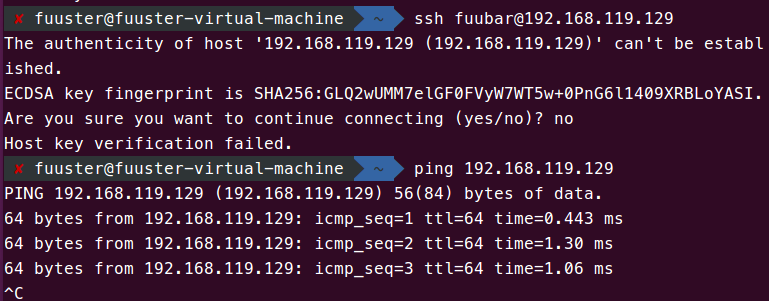 ✘ fuuster@fuuster-virtual-machine ~ ssh fuubar@192.168.119.129
The authenticity of host '192.168.119.129 (192.168.119.129)' can't be establ
ished.
ECDSA key fingerprint is SHA256:GLQ2wUMM7elGF0FVyW7WT5w+0PnG6l1409XRBLoYASI.
Are you sure you want to continue connecting (yes/no)? no
Host key verification failed.
✘ fuuster@fuuster-virtual-machine ~ ping 192.168.119.129
PING 192.168.119.129 (192.168.119.129) 56(84) bytes of data.
64 bytes from 192.168.119.129: icmp_seq=1 ttl=64 time=0.443 ms
64 bytes from 192.168.119.129: icmp_seq=2 ttl=64 time=1.30 ms
64 bytes from 192.168.119.129: icmp_seq=3 ttl=64 time=1.06 ms
^C